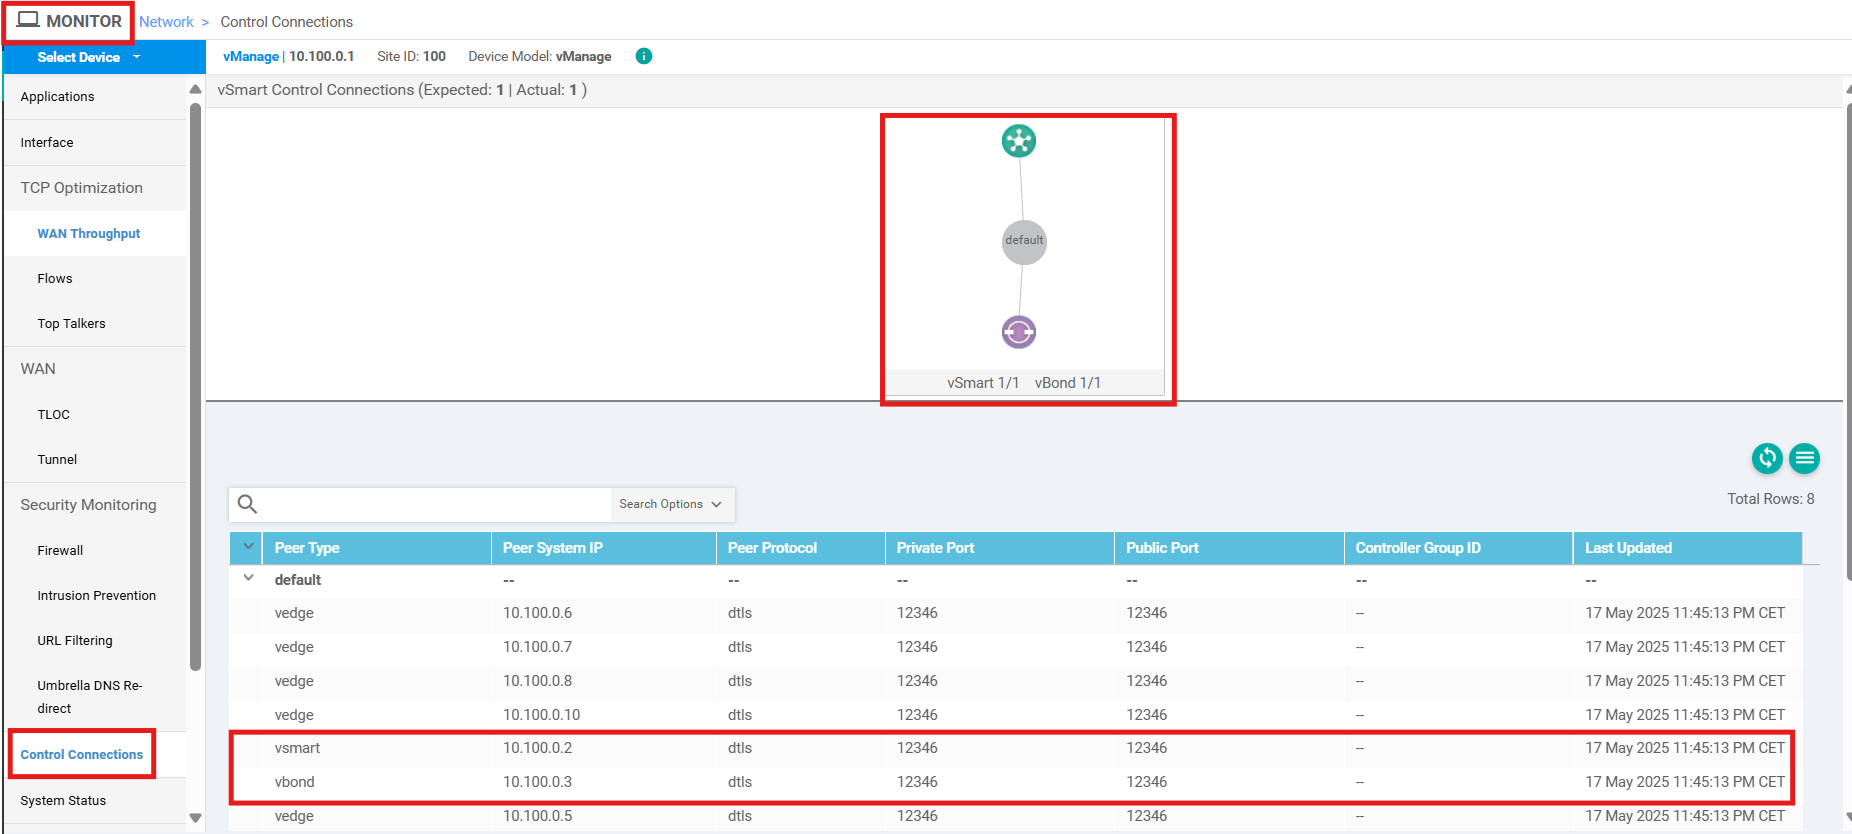 MONITOR Network > Control Connections
Select Device
vManage | 10.100.0.1 Site ID: 100 Device Model: vManage i
Applications
Interface
TCP Optimization
WAN Throughput
Flows
Top Talkers
WAN
TLOC
Tunnel
Security Monitoring
Firewall
Intrusion Prevention
URL Filtering
Umbrella DNS Re-
direct
Control Connections
System Status
vSmart Control Connections (Expected: 1 | Actual: 1 )
default
vSmart 1/1 vBond 1/1
Total Rows: 8
Search Options
Peer Type Peer System IP Peer Protocol Private Port Public Port Controller Group ID Last Updated
default -- -- -- -- -- --
vedge 10.100.0.6 dtls 12346 12346 -- 17 May 2025 11:45:13 PM CET
vedge 10.100.0.7 dtls 12346 12346 -- 17 May 2025 11:45:13 PM CET
vedge 10.100.0.8 dtls 12346 12346 -- 17 May 2025 11:45:13 PM CET
vedge 10.100.0.10 dtls 12346 12346 -- 17 May 2025 11:45:13 PM CET
vsmart 10.100.0.2 dtls 12346 12346 -- 17 May 2025 11:45:13 PM CET
vbond 10.100.0.3 dtls 12346 12346 -- 17 May 2025 11:45:13 PM CET
vedge 10.100.0.5 dtls 12346 12346 -- 17 May 2025 11:45:13 PM CET